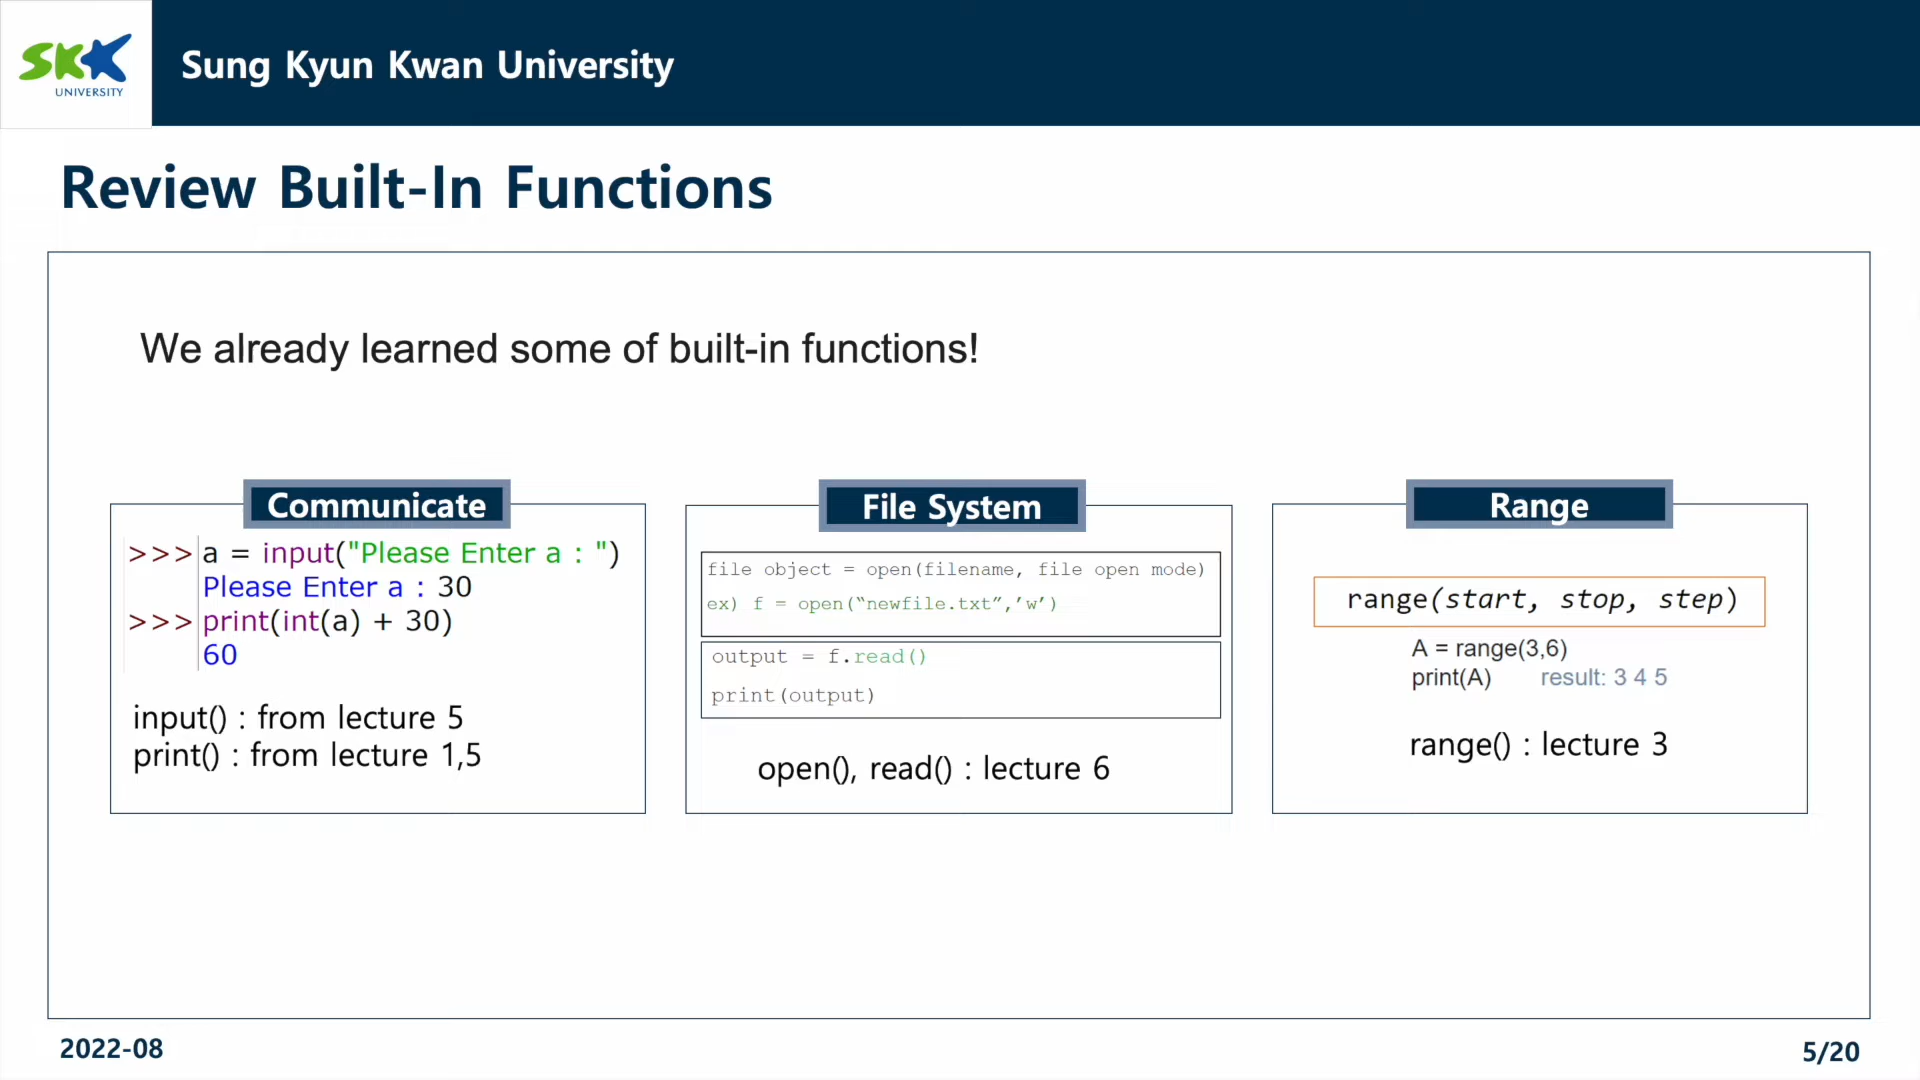 SKK
UNIVERSITY
Sung Kyun Kwan University
Review Built-In Functions
We already learned some of built-in functions!
Communicate
>>> a = input("Please Enter a : ")
Please Enter a : 30
>>> print(int(a) + 30)
60
input() : from lecture 5
print() : from lecture 1,5
File System
file object = open(filename, file open mode)
ex) f = open(“newfile.txt”,’w’)
output = f.read()
print(output)
open(), read() : lecture 6
Range
range(start, stop, step)
A = range(3,6)
print(A) result: 3 4 5
range() : lecture 3
2022-08
5/20